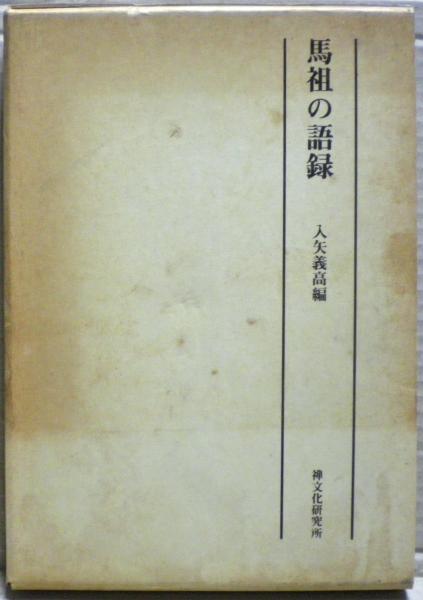 馬祖の語録
入矢義高編
禅文化研究所